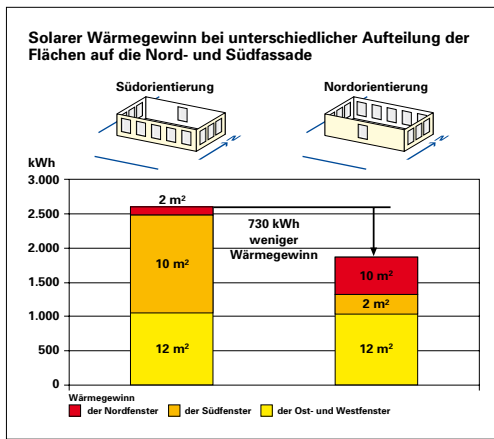 Solarer Wärmegewinn bei unterschiedlicher Aufteilung der
Flächen auf die Nord- und Südfassade
Südorientierung
Nordorientierung
N
N
kWh
3.000
2.500
2.000
1.500
1.000
500
0
2 m²
10 m²
12 m²
730 kWh
weniger
Wärmegewinn
10 m²
2 m²
12 m²
Wärmegewinn
der Nordfenster
der Südfenster
der Ost- und Westfenster